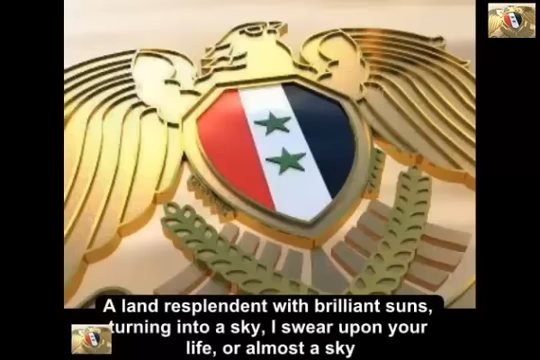 A land resplendent with brilliant suns,
turning into a sky, I swear upon your
life, or almost a sky